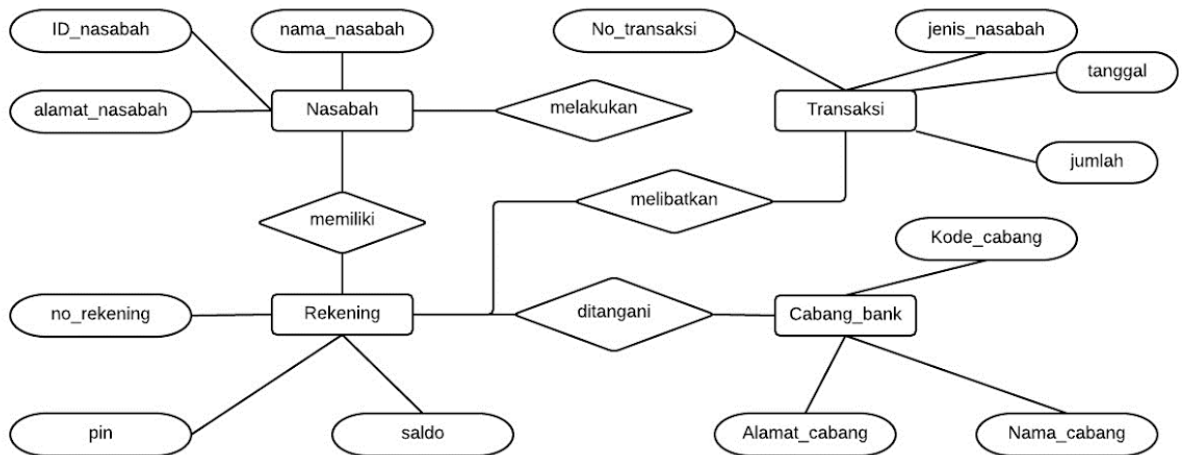 ID_nasabah
nama_nasabah
No_transaksi
jenis_nasabah
tanggal
alamat_nasabah
Nasabah
melakukan
Transaksi
jumlah
melibatkan
memiliki
Kode_cabang
no_rekening
Rekening
ditangani
Cabang_bank
pin
saldo
Alamat_cabang
Nama_cabang